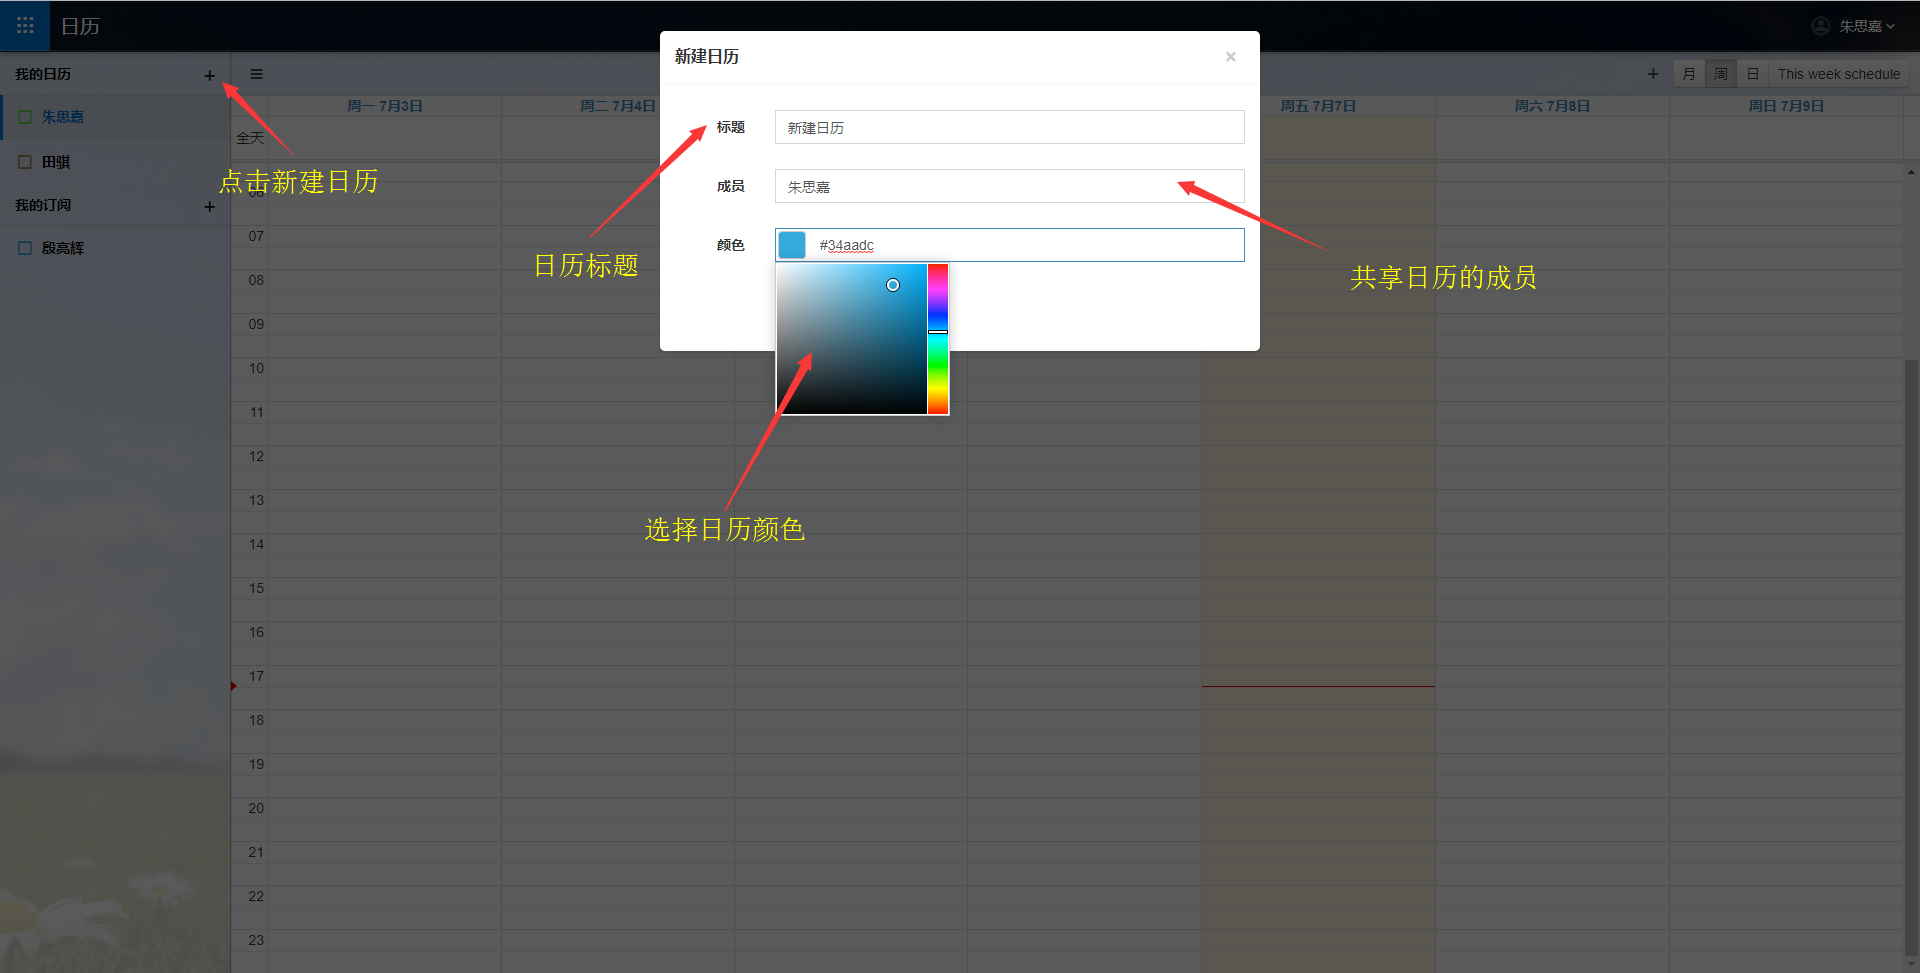 日历
朱思嘉
我的日历 +
朱思嘉
田骐
我的订阅 +
殷亮辉
点击新建日历
+ 月 周 日 This week schedule
周一 7月3日
周二 7月4日
周五 7月7日
周六 7月8日
周日 7月9日
全天
07
08
09
10
11
12
13
14
15
16
17
18
19
20
21
22
23
新建日历 ×
标题 新建日历
成员 朱思嘉
颜色 #34aadc
日历标题
共享日历的成员
选择日历颜色